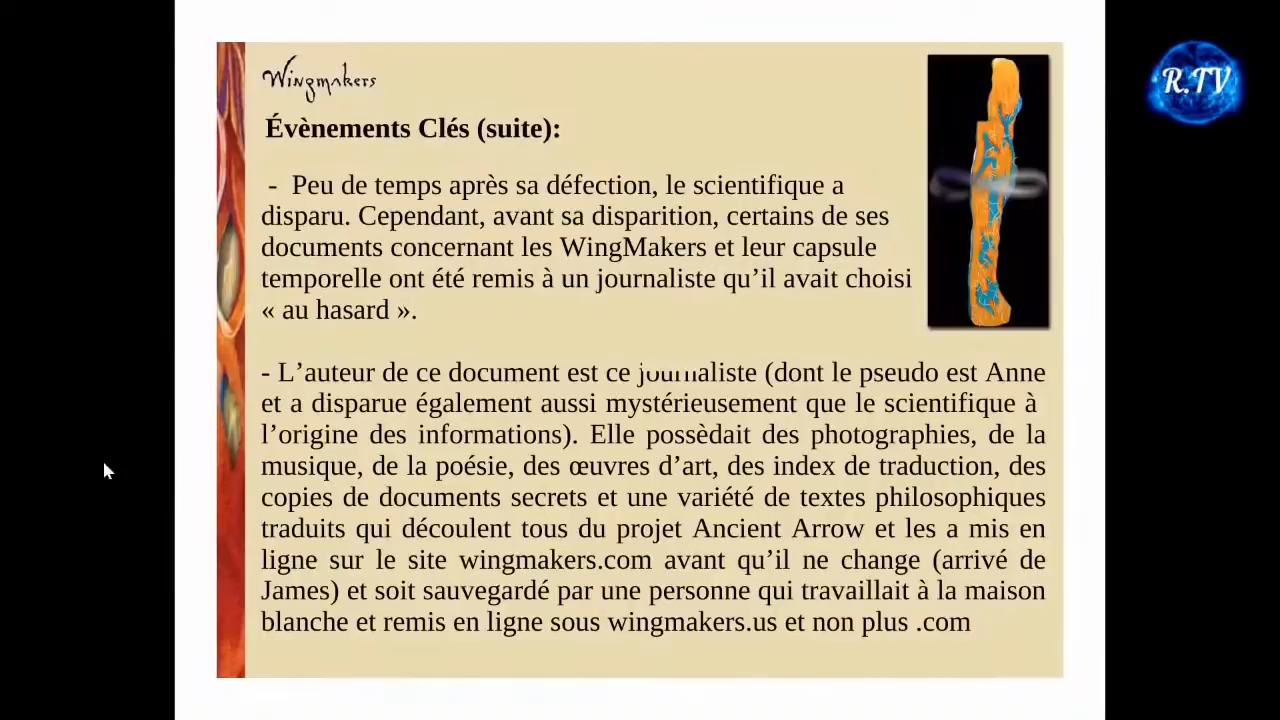 Wingmakers
R.TV
Évènements Clés (suite):
- Peu de temps après sa défection, le scientifique a
disparu. Cependant, avant sa disparition, certains de ses
documents concernant les WingMakers et leur capsule
temporelle ont été remis à un journaliste qu’il avait choisi
« au hasard ».
- L’auteur de ce document est ce journaliste (dont le pseudo est Anne
et a disparue également aussi mystérieusement que le scientifique à
l’origine des informations). Elle possèdait des photographies, de la
musique, de la poésie, des œuvres d’art, des index de traduction, des
copies de documents secrets et une variété de textes philosophiques
traduits qui découlent tous du projet Ancient Arrow et les a mis en
ligne sur le site wingmakers.com avant qu’il ne change (arrivé de
James) et soit sauvegardé par une personne qui travaillait à la maison
blanche et remis en ligne sous wingmakers.us et non plus .com